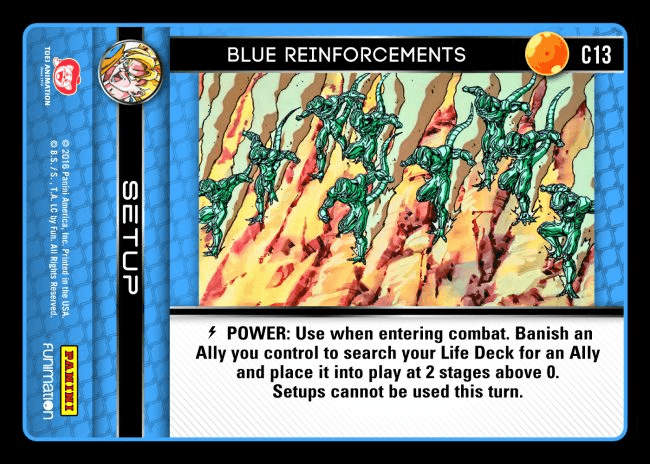 BLUE REINFORCEMENTS
C13
TOEI ANIMATION
SETUP
© 2016 Panini America, Inc. Printed in the USA.
© B.S. / S., T.A. LC by Fun. All Rights Reserved.
FUNIMATION
PANINI
POWER: Use when entering combat. Banish an
Ally you control to search your Life Deck for an Ally
and place it into play at 2 stages above 0.
Setups cannot be used this turn.